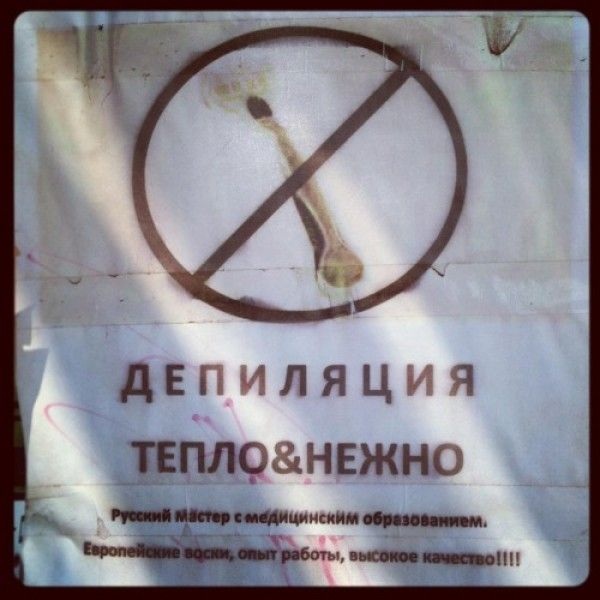 ДЕПИЛЯЦИЯ
ТЕПЛО&НЕЖНО
Русский мастер с медицинским образованием.
Европейские воски, опыт работы, высокое качество!!!!